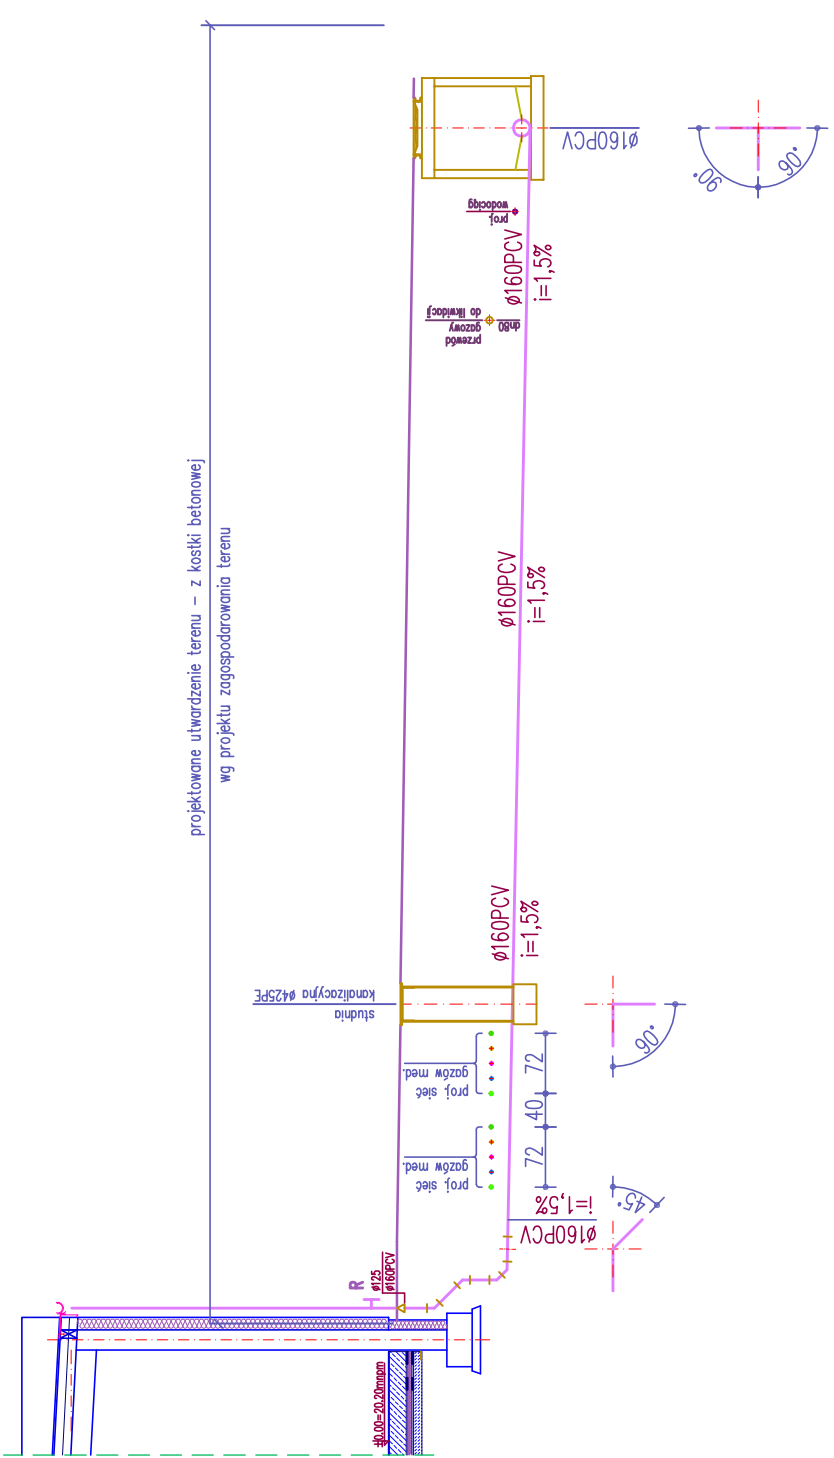 ø160PCV
90°
90°
proj.
wodociąg
ø160PCV
i=1,5%
dn80
przewód
gazowy
do likwidacji
projektowane utwardzenie terenu – z kostki betonowej
wg projektu zagospodarowania terenu
ø160PCV
i=1,5%
ø160PCV
i=1,5%
studnia
kanalizacyjna ø425PE
90°
proj. sieć
gazów med.
72
40
proj. sieć
gazów med.
72
45°
ø160PCV
i=1,5%
R
ø125
ø160PCV
±0.00=20.20mnpm